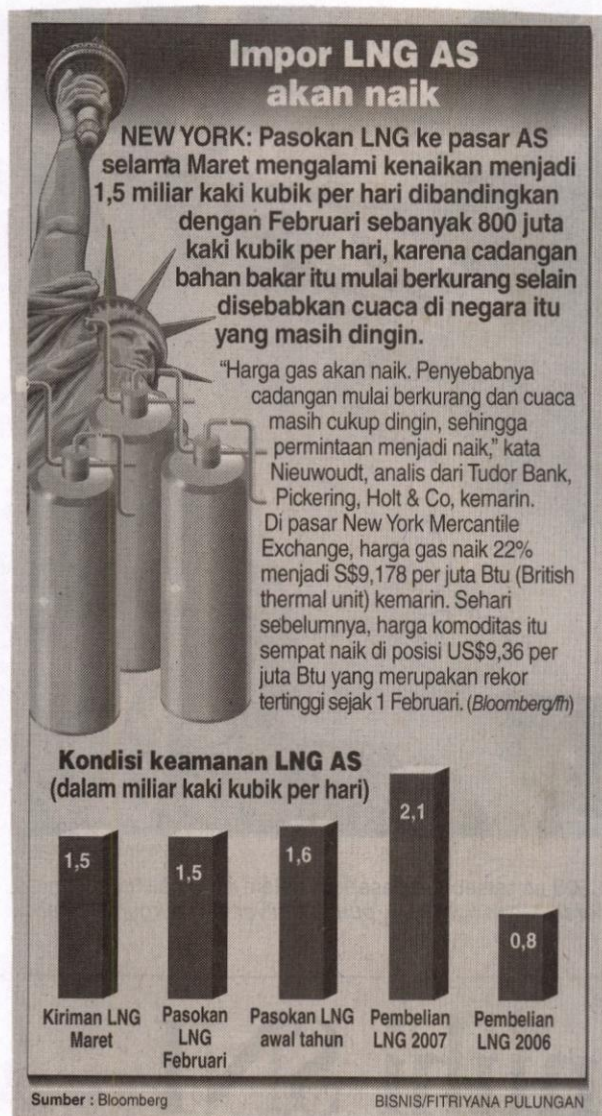 Impor LNG AS
akan naik
NEW YORK: Pasokan LNG ke pasar AS
selama Maret mengalami kenaikan menjadi
1,5 miliar kaki kubik per hari dibandingkan
dengan Februari sebanyak 800 juta
kaki kubik per hari, karena cadangan
bahan bakar itu mulai berkurang selain
disebabkan cuaca di negara itu
yang masih dingin.
"Harga gas akan naik. Penyebabnya
cadangan mulai berkurang dan cuaca
masih cukup dingin, sehingga
permintaan menjadi naik," kata
Nieuwoudt, analis dari Tudor Bank,
Pickering, Holt & Co, kemarin.
Di pasar New York Mercantile
Exchange, harga gas naik 22%
menjadi S$9,178 per juta Btu (British
thermal unit) kemarin. Sehari
sebelumnya, harga komoditas itu
sempat naik di posisi US$9,36 per
juta Btu yang merupakan rekor
tertinggi sejak 1 Februari. (Bloomberg/fh)
Kondisi keamanan LNG AS
(dalam miliar kaki kubik per hari)
1,5
1,5
1,6
2,1
0,8
Kiriman LNG
Maret
Pasokan
LNG
Februari
Pasokan LNG
awal tahun
Pembelian
LNG 2007
Pembelian
LNG 2006
Sumber : Bloomberg
BISNIS/FITRIYANA PULUNGAN